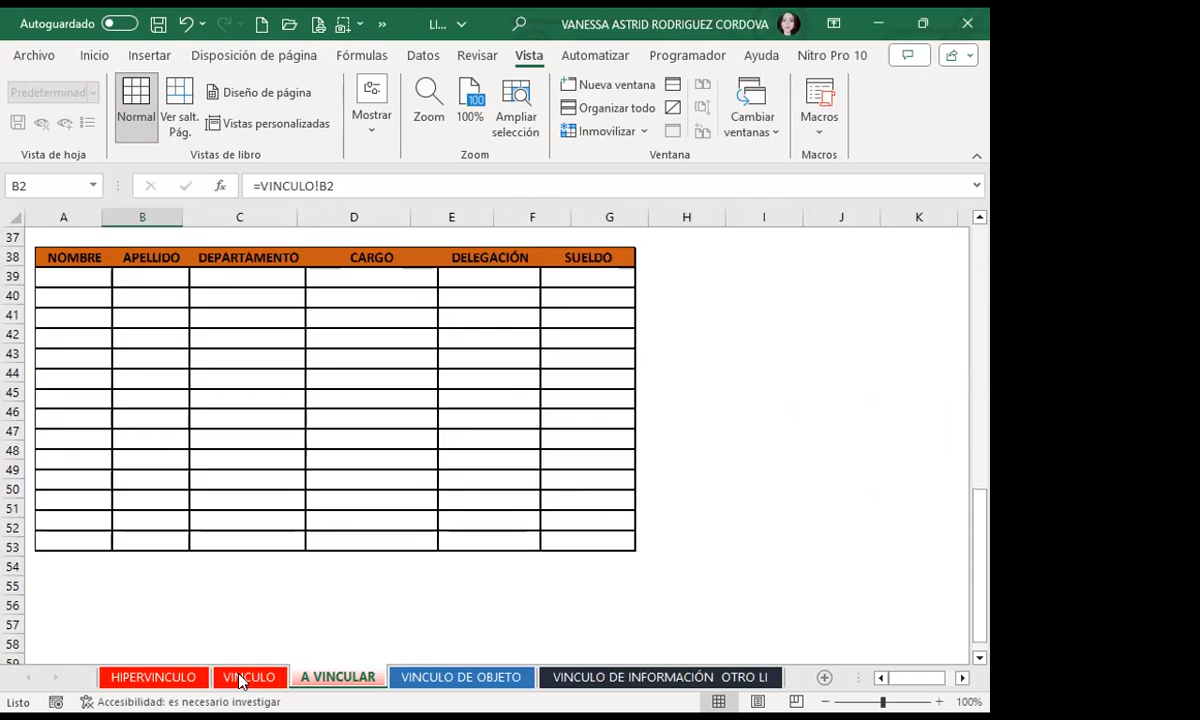 Autoguardado LI... VANESSA ASTRID RODRIGUEZ CORDOVA
Archivo Inicio Insertar Disposición de página Fórmulas Datos Revisar Vista Automatizar Programador Ayuda Nitro Pro 10
Predeterminad
Normal
Ver salt. Pág.
Diseño de página
Vistas personalizadas
Mostrar
Zoom
100
100%
Ampliar selección
Nueva ventana
Organizar todo
Inmovilizar
Cambiar ventanas
Macros
Vista de hoja Vistas de libro Zoom Ventana Macros
B2 fx =VINCULO!B2
A B C D E F G H I J K
37
38 NOMBRE APELLIDO DEPARTAMENTO CARGO DELEGACIÓN SUELDO
39
40
41
42
43
44
45
46
47
48
49
50
51
52
53
54
55
56
57
58
59
HIPERVINCULO VINCULO A VINCULAR VINCULO DE OBJETO VINCULO DE INFORMACIÓN OTRO LI
Listo Accesibilidad: es necesario investigar 100%